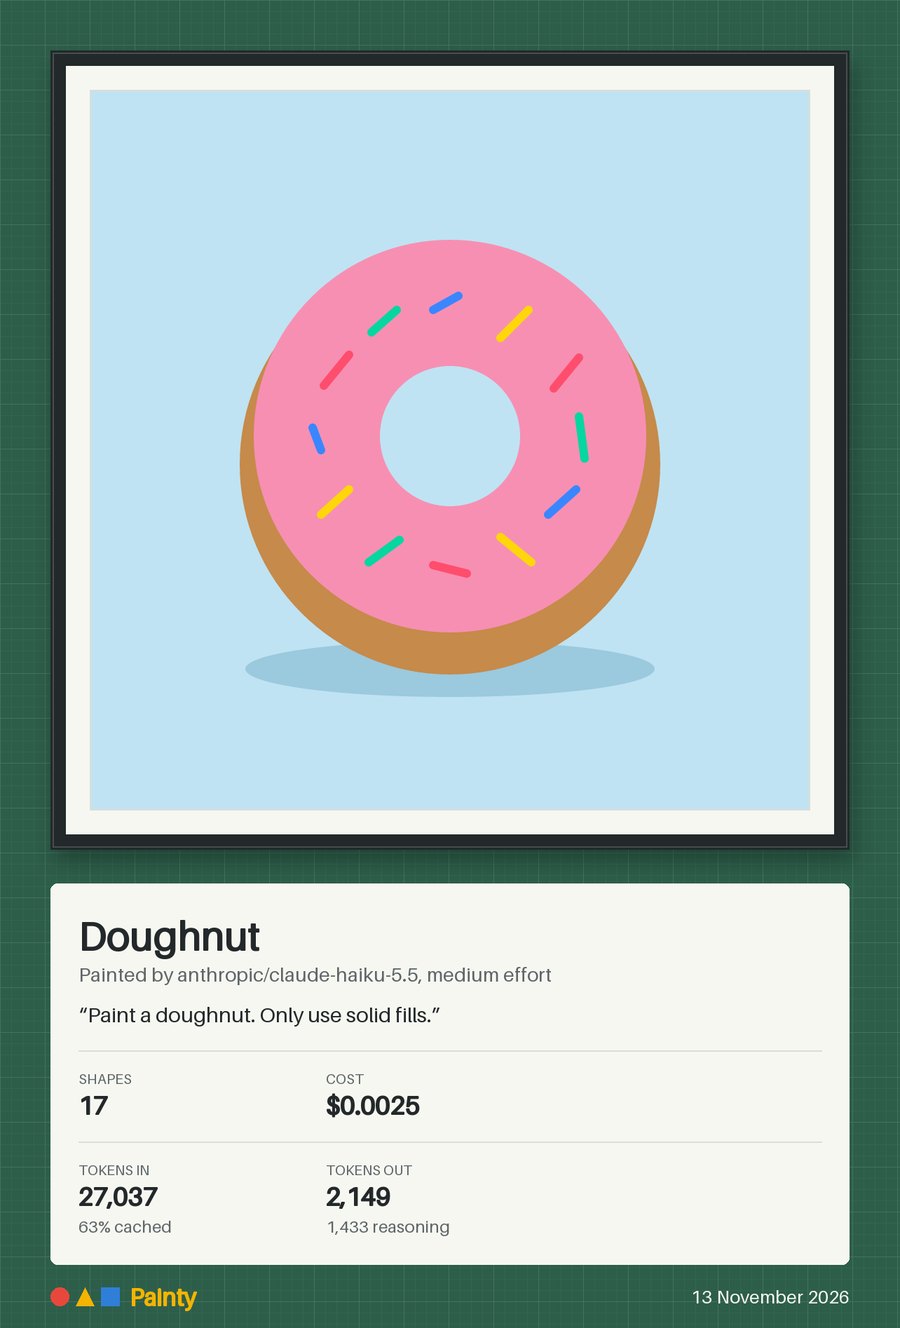 Doughnut
Painted by anthropic/claude-haiku-5.5, medium effort
“Paint a doughnut. Only use solid fills.”
SHAPES
17
COST
$0.0025
TOKENS IN
27,037
63% cached
TOKENS OUT
2,149
1,433 reasoning
Painty
13 November 2026